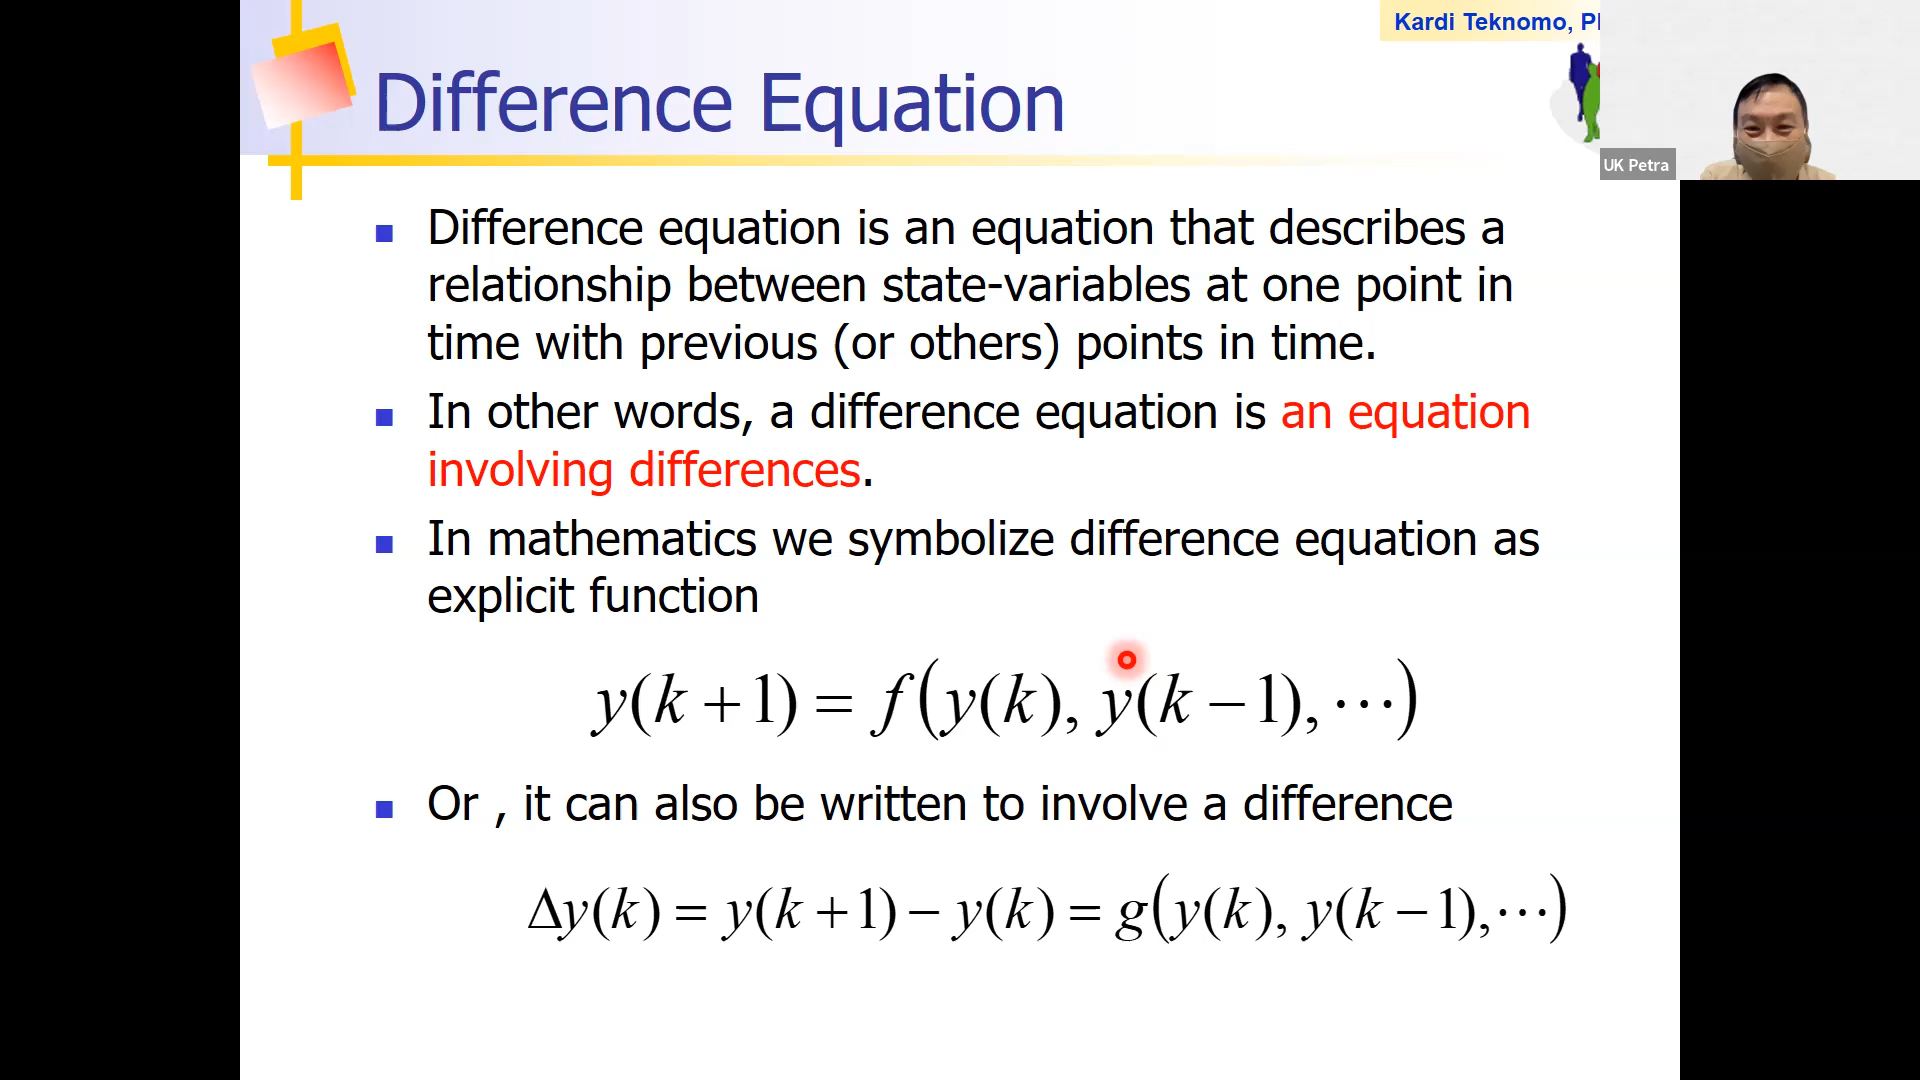 Kardi Teknomo, P
Difference Equation
UK Petra
Difference equation is an equation that describes a
relationship between state-variables at one point in
time with previous (or others) points in time.
In other words, a difference equation is an equation
involving differences.
In mathematics we symbolize difference equation as
explicit function
y(k+1) = f(y(k), y(k−1),⋯)
Or , it can also be written to involve a difference
Δy(k) = y(k+1) − y(k) = g(y(k), y(k−1),⋯)